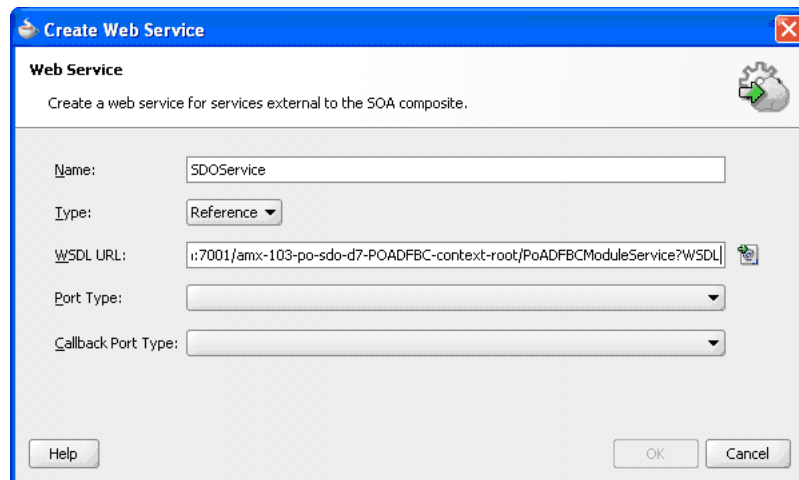 Create Web Service
Web Service
Create a web service for services external to the SOA composite.
Name: SDOService
Type: Reference
WSDL URL: :7001/amx-103-po-sdo-d7-POADFBC-context-root/PoADFBCModuleService?WSDL
Port Type:
Callback Port Type:
Help OK Cancel